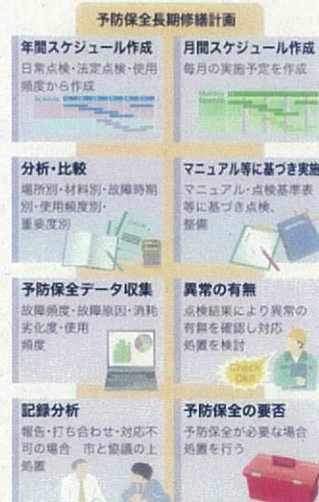 予防保全長期修繕計画
年間スケジュール作成
日常点検・法定点検・使用
頻度から作成
月間スケジュール作成
毎月の実施予定を作成
分析・比較
場所別・材料別・故障時期
別・使用頻度別・
重要度別
マニュアル等に基づき実施
マニュアル・点検基準表
等に基づき点検、
整備
予防保全データ収集
故障頻度・故障原因・消耗
劣化度・使用
頻度
異常の有無
点検結果により異常の
有無を確認し対応
処置を検討
Check
OK!!
記録分析
報告・打ち合わせ・対応不
可の場合 市と協議の上
処置
予防保全の要否
予防保全が必要な場合
処置を行う